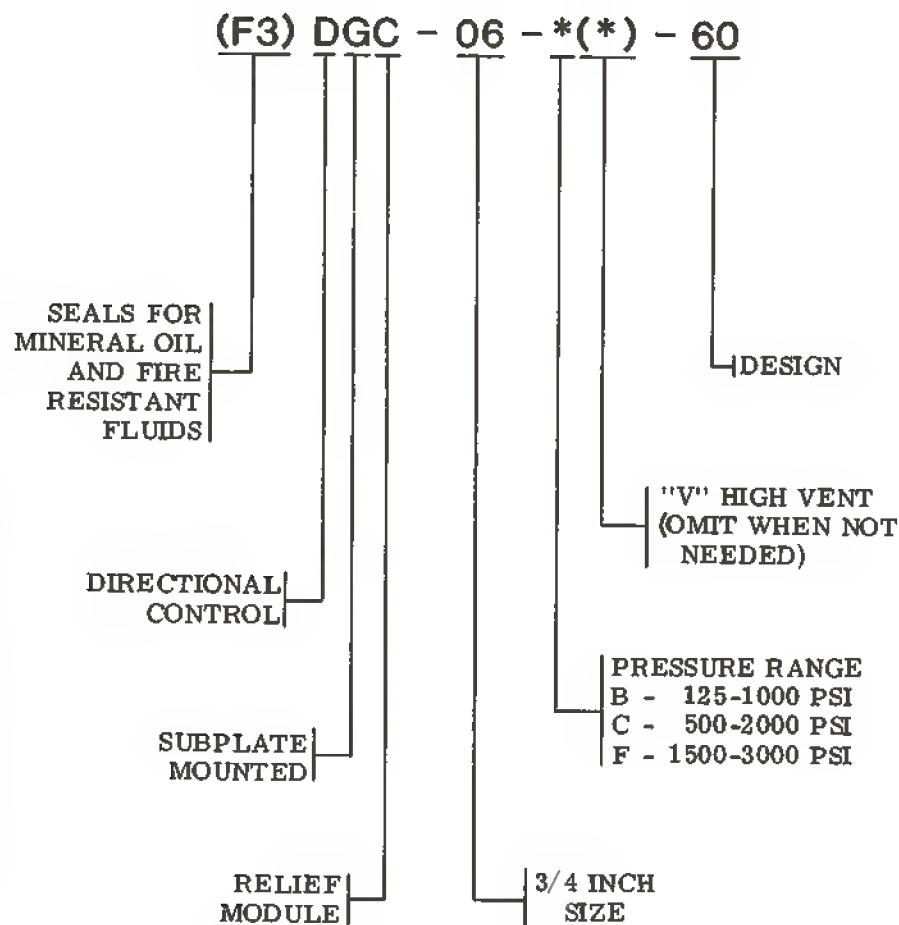 (F3) DGC - 06 - *(*) - 60
SEALS FOR
MINERAL OIL
AND FIRE
RESISTANT
FLUIDS
DESIGN
"V" HIGH VENT
(OMIT WHEN NOT
NEEDED)
DIRECTIONAL
CONTROL
PRESSURE RANGE
B - 125-1000 PSI
C - 500-2000 PSI
F - 1500-3000 PSI
SUBPLATE
MOUNTED
RELIEF
MODULE
3/4 INCH
SIZE